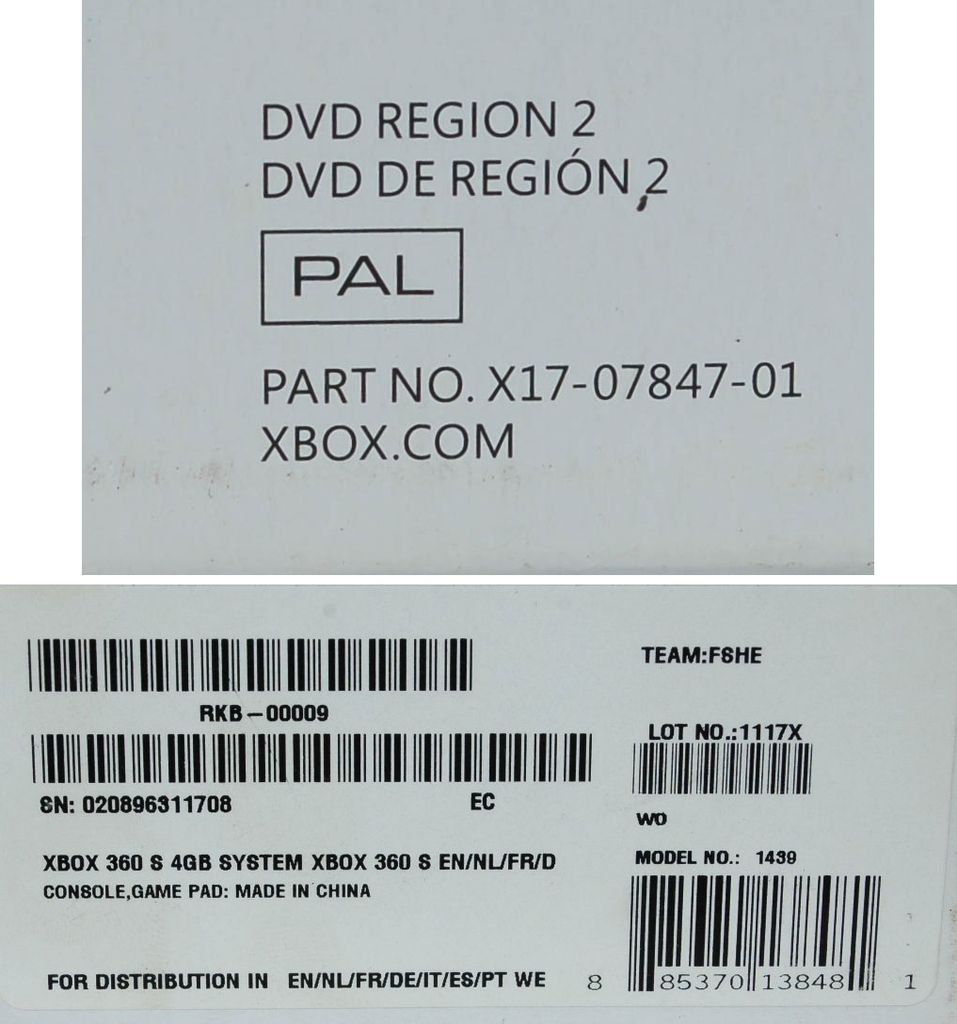 DVD REGION 2
DVD DE REGIÓN 2
PAL
PART NO. X17-07847-01
XBOX.COM
RKB-00009
SN: 020896311708 EC
XBOX 360 S 4GB SYSTEM XBOX 360 S EN/NL/FR/D
CONSOLE,GAME PAD: MADE IN CHINA
FOR DISTRIBUTION IN EN/NL/FR/DE/IT/ES/PT WE
TEAM:F6HE
LOT NO.:1117X
WO
MODEL NO.: 1439
8 85370 13848 1